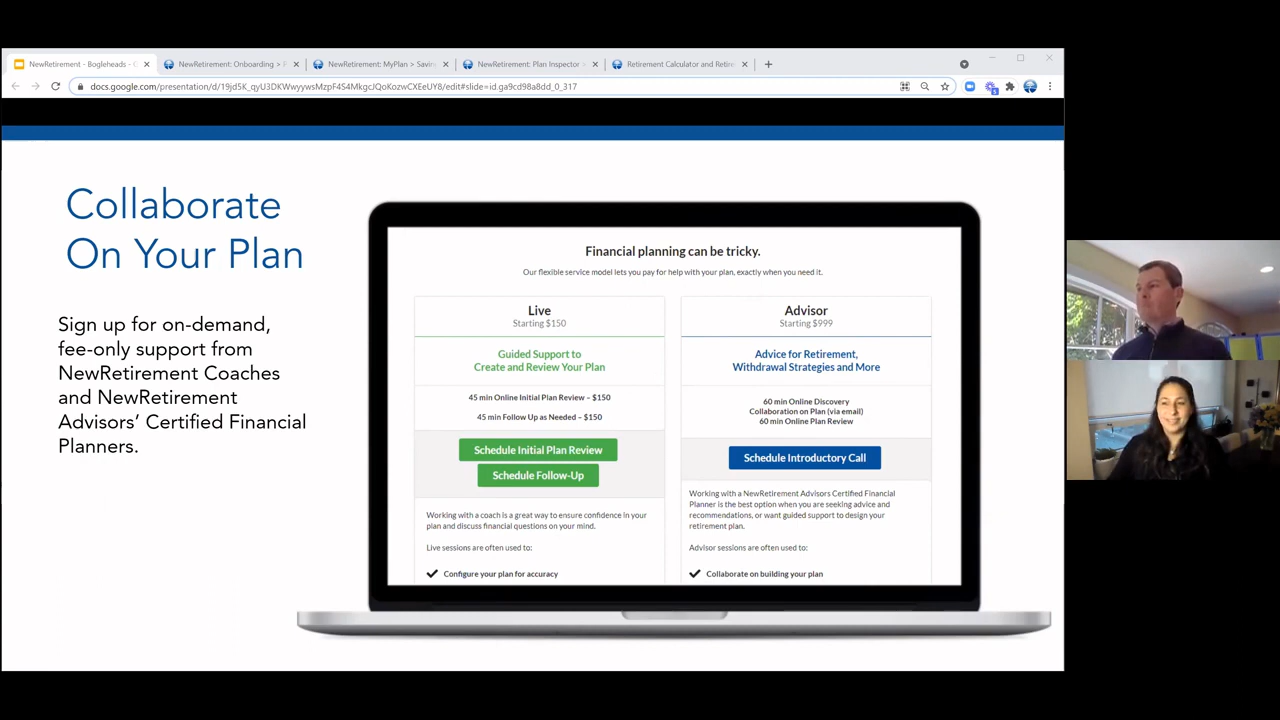 NewRetirement - Bogleheads - 
NewRetirement: Onboarding > 
NewRetirement: MyPlan > 
NewRetirement: Plan Inspector >
Retirement Calculator and 
docs.google.com/presentation/d/
Collaborate
On Your Plan
Sign up for on-demand,
fee-only support from
NewRetirement Coaches
and NewRetirement
Advisors’ Certified Financial
Planners.
Financial planning can be tricky.
Our flexible service model lets you pay for help with your plan, exactly when you need it.
Live
Starting $150
Guided Support to
Create and Review Your Plan
45 min Online Initial Plan Review – $150
45 min Follow Up as Needed – $150
Schedule Initial Plan Review
Schedule Follow-Up
Working with a coach is a great way to ensure confidence in your
plan and discuss financial questions on your mind.
Live sessions are often used to:
Configure your plan for accuracy
Advisor
Starting $999
Advice for Retirement,
Withdrawal Strategies and More
60 min Online Discovery
Collaboration on Plan (via email)
60 min Online Plan Review
Schedule Introductory Call
Working with a NewRetirement Advisors Certified Financial
Planner is the best option when you are seeking advice and
recommendations, or want guided support to design your
retirement plan.
Advisor sessions are often used to:
Collaborate on building your plan